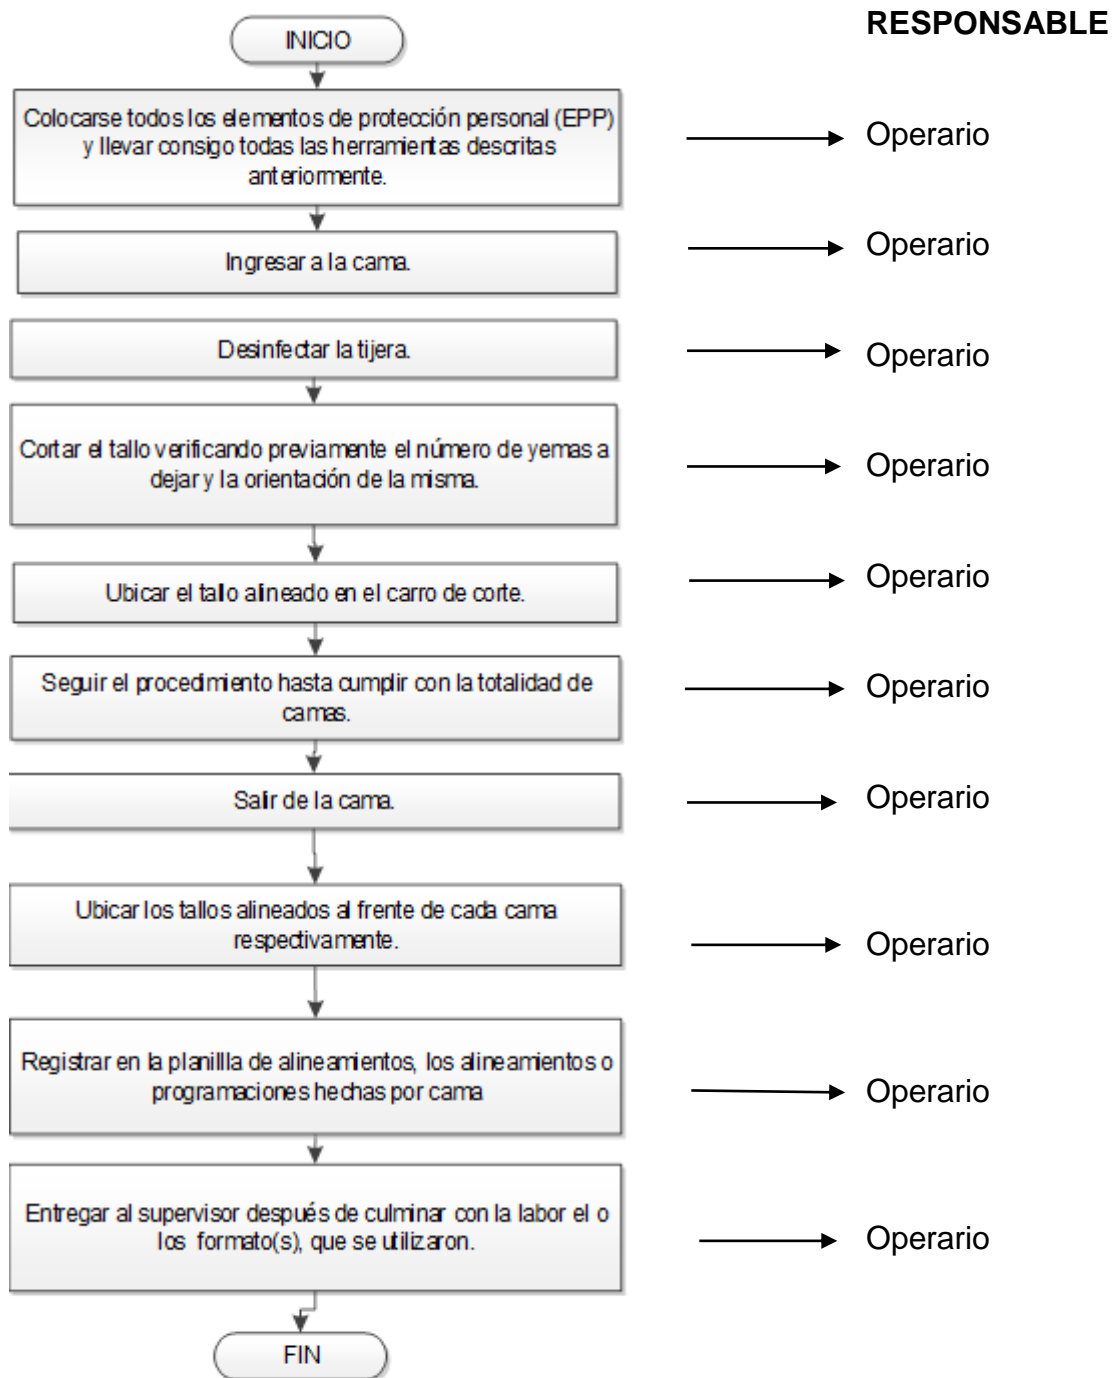 RESPONSABLE
INICIO
Colocarse todos los elementos de protección personal (EPP)
y llevar consigo todas las herramientas descritas
anteriormente.
Operario
Ingresar a la cama.
Operario
Desinfectar la tijera.
Operario
Cortar el tallo verificando previamente el número de yemas a
dejar y la orientación de la misma.
Operario
Ubicar el tallo alineado en el carro de corte.
Operario
Seguir el procedimiento hasta cumplir con la totalidad de
camas.
Operario
Salir de la cama.
Operario
Ubicar los tallos alineados al frente de cada cama
respectivamente.
Operario
Registrar en la planillla de alineamientos, los alineamientos o
programaciones hechas por cama
Operario
Entregar al supervisor después de culminar con la labor el o
los formato(s), que se utilizaron.
Operario
FIN